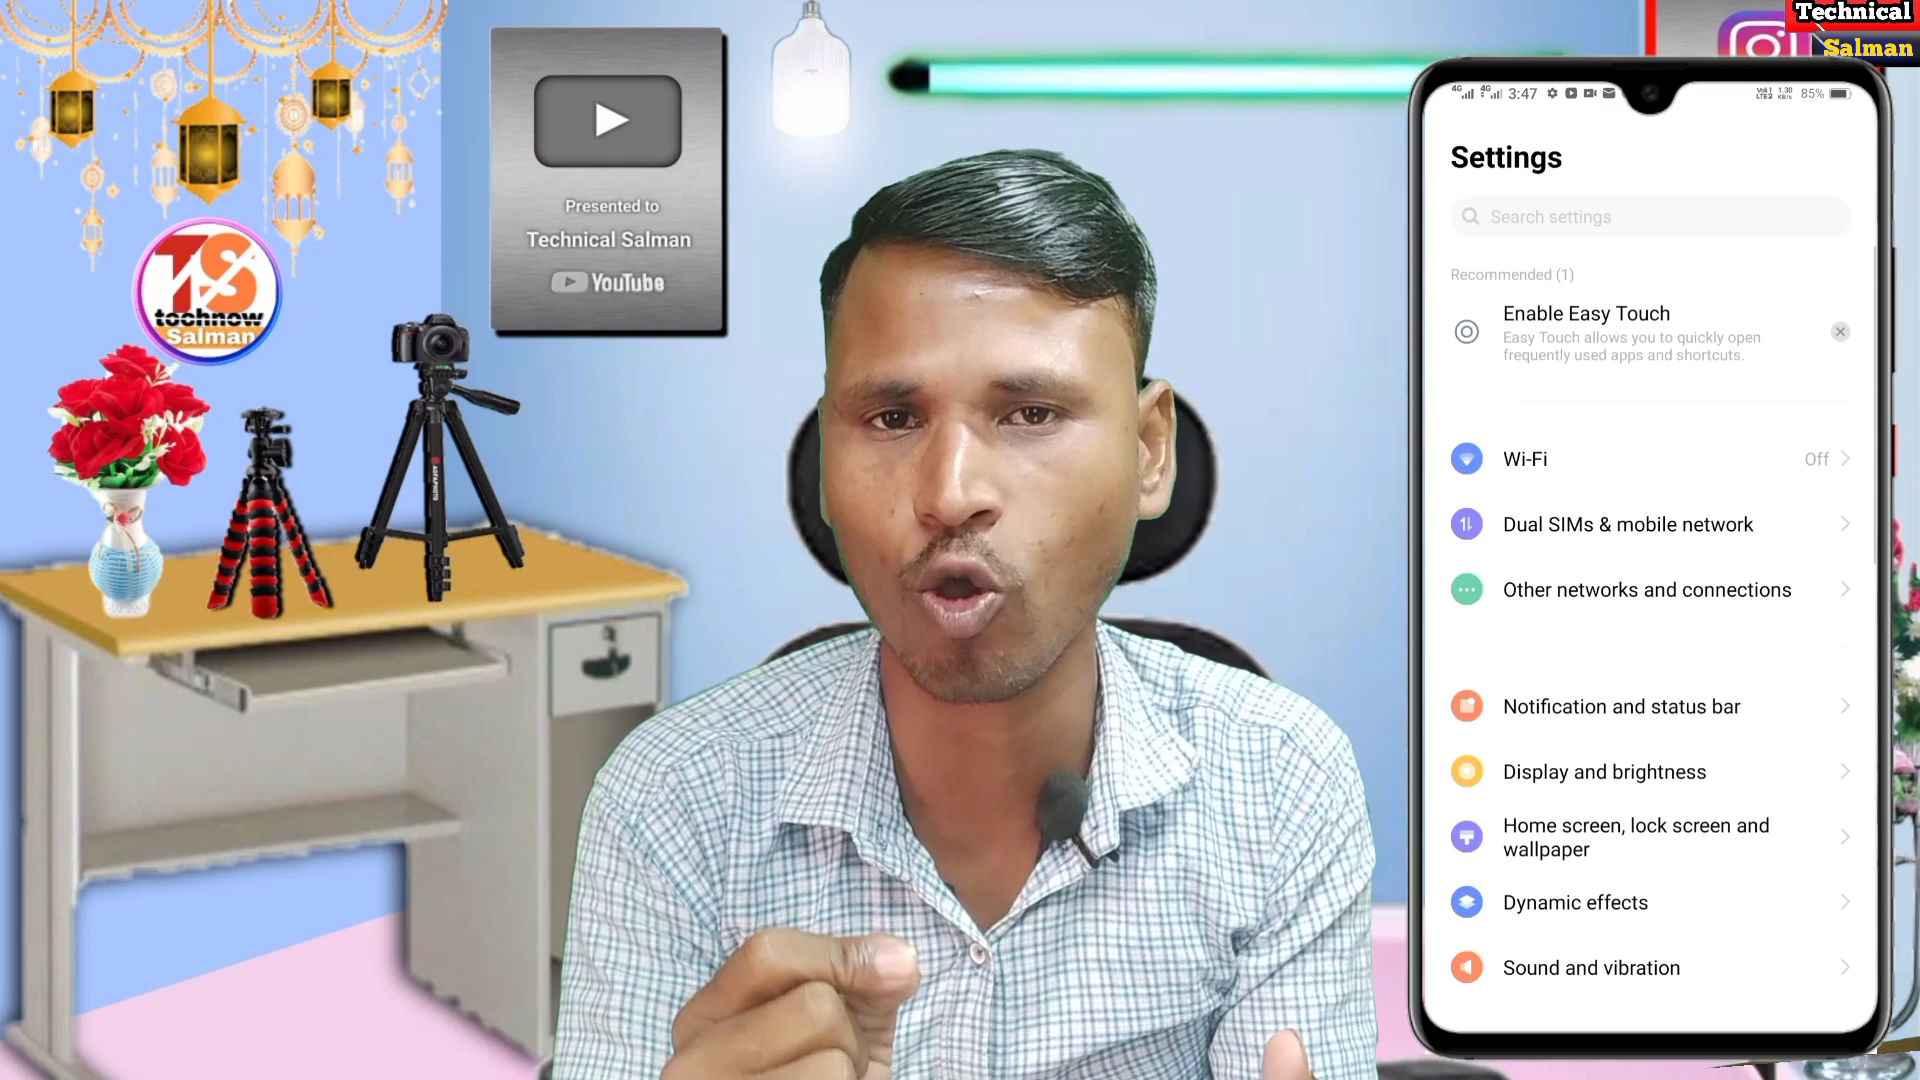 Technical
Salman
Presented to
Technical Salman
YouTube
TS
technow
Salman
4G
4G
3:47
85%
Settings
Search settings
Recommended (1)
Enable Easy Touch
Easy Touch allows you to quickly open
frequently used apps and shortcuts.
Wi-Fi
Off
Dual SIMs & mobile network
Other networks and connections
Notification and status bar
Display and brightness
Home screen, lock screen and
wallpaper
Dynamic effects
Sound and vibration